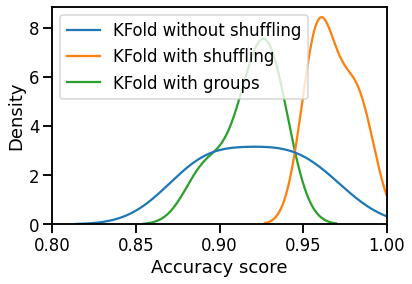 KFold without shuffling
KFold with shuffling
KFold with groups
Density
8
6
4
2
0
0.80 0.85 0.90 0.95 1.00
Accuracy score